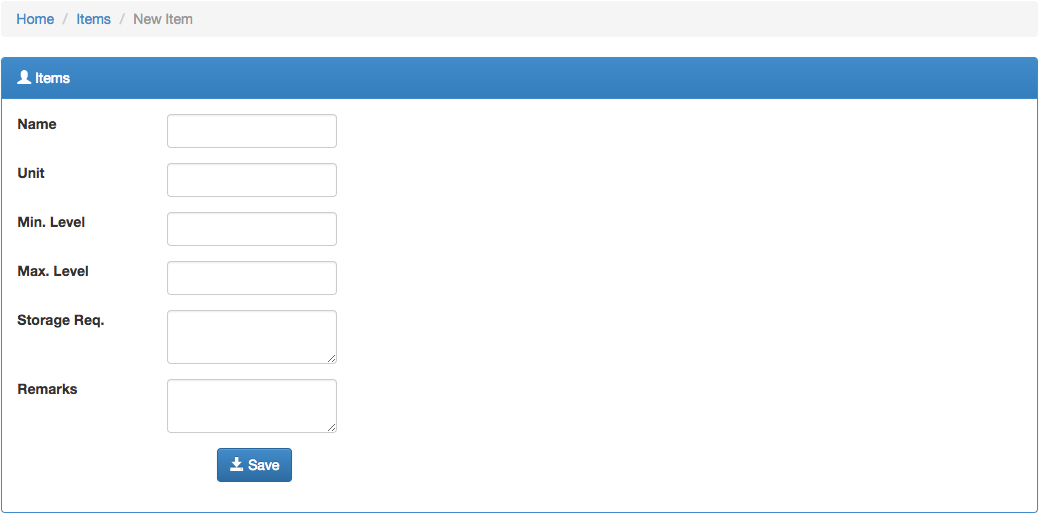 Home / Items / New Item
Items
Name
Unit
Min. Level
Max. Level
Storage Req.
Remarks
Save